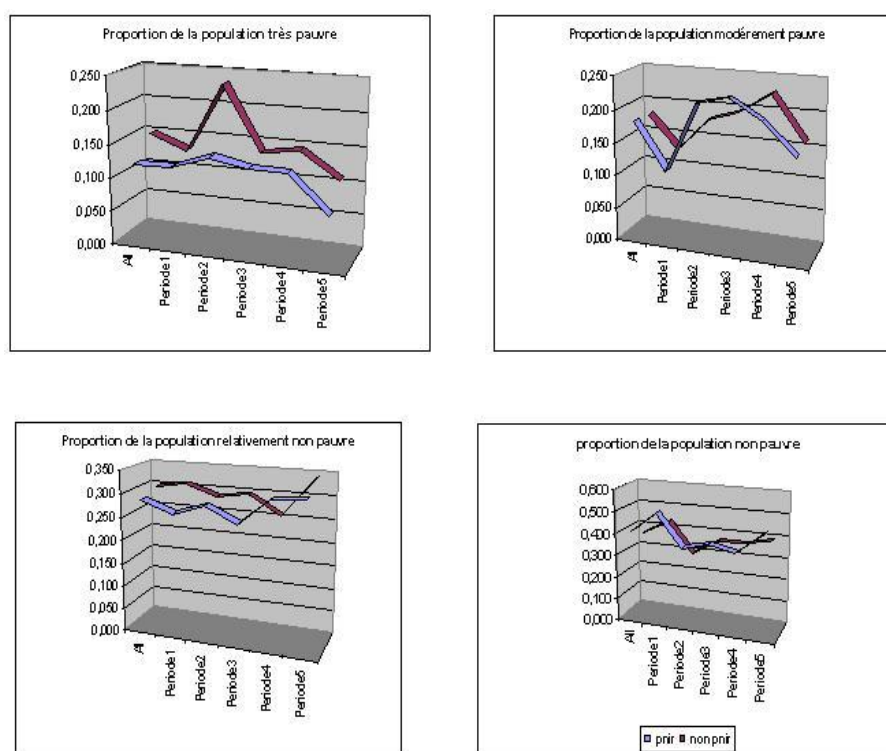 Proportion de la population très pauvre
0,250
0,200
0,150
0,100
0,050
0,000
All
Periode1
Periode2
Periode3
Periode4
Periode5
Proportion de la population modérement pauvre
0,250
0,200
0,150
0,100
0,050
0,000
All
Periode1
Periode2
Periode3
Periode4
Periode5
Proportion de la population relativement non pauvre
0,350
0,300
0,250
0,200
0,150
0,100
0,050
0,000
All
Periode1
Periode2
Periode3
Periode4
Periode5
proportion de la population non pauvre
0,600
0,500
0,400
0,300
0,200
0,100
0,000
All
Periode1
Periode2
Periode3
Periode4
Periode5
pnir non pnir